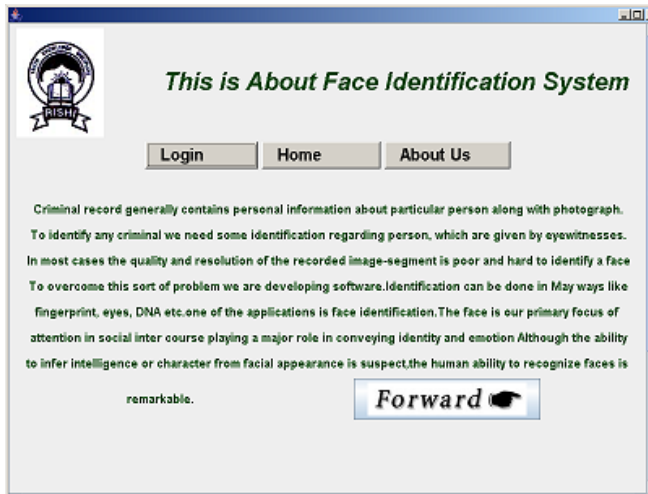 This is About Face Identification System
RISHI
Login Home About Us
Criminal record generally contains personal information about particular person along with photograph.
To identify any criminal we need some identification regarding person, which are given by eyewitnesses.
In most cases the quality and resolution of the recorded image-segment is poor and hard to identify a face
To overcome this sort of problem we are developing software.Identification can be done in May ways like
fingerprint, eyes, DNA etc.one of the applications is face identification.The face is our primary focus of
attention in social inter course playing a major role in conveying identity and emotion Although the ability
to infer intelligence or character from facial appearance is suspect,the human ability to recognize faces is
remarkable.
Forward